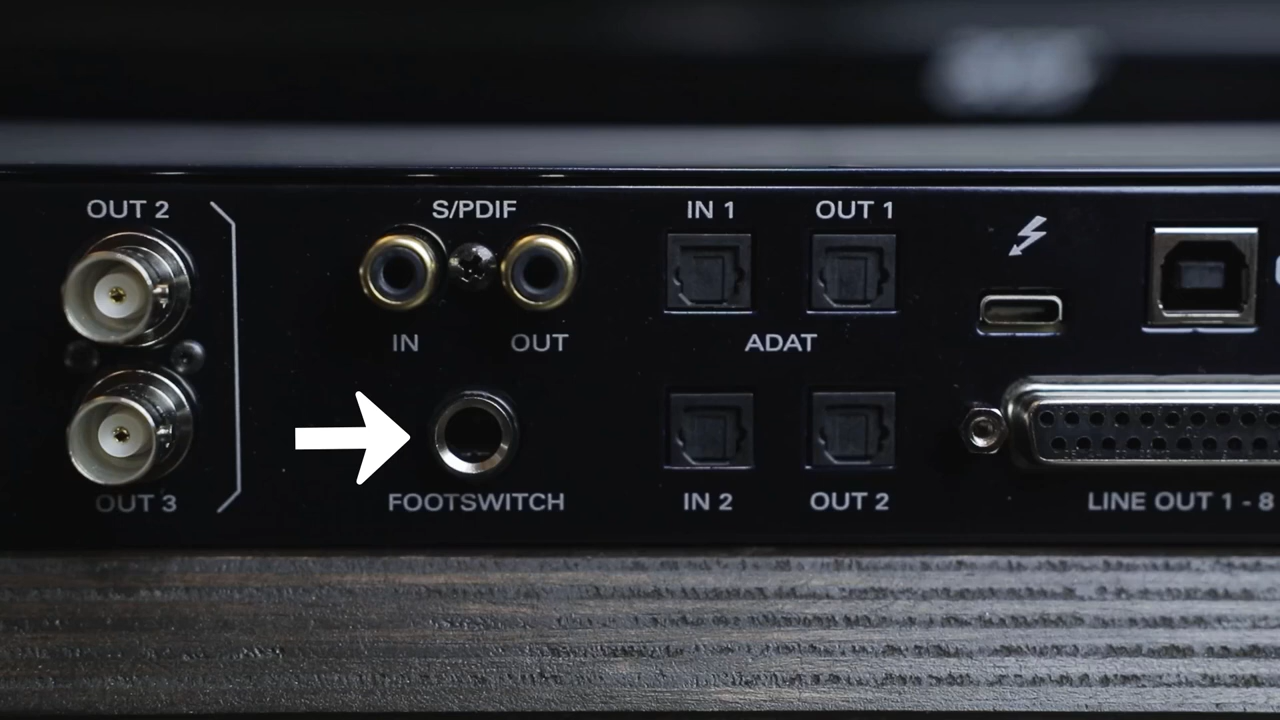 OUT 2
S/PDIF
IN 1
OUT 1
IN
OUT
ADAT
OUT 3
FOOTSWITCH
IN 2
OUT 2
LINE OUT 1 - 8